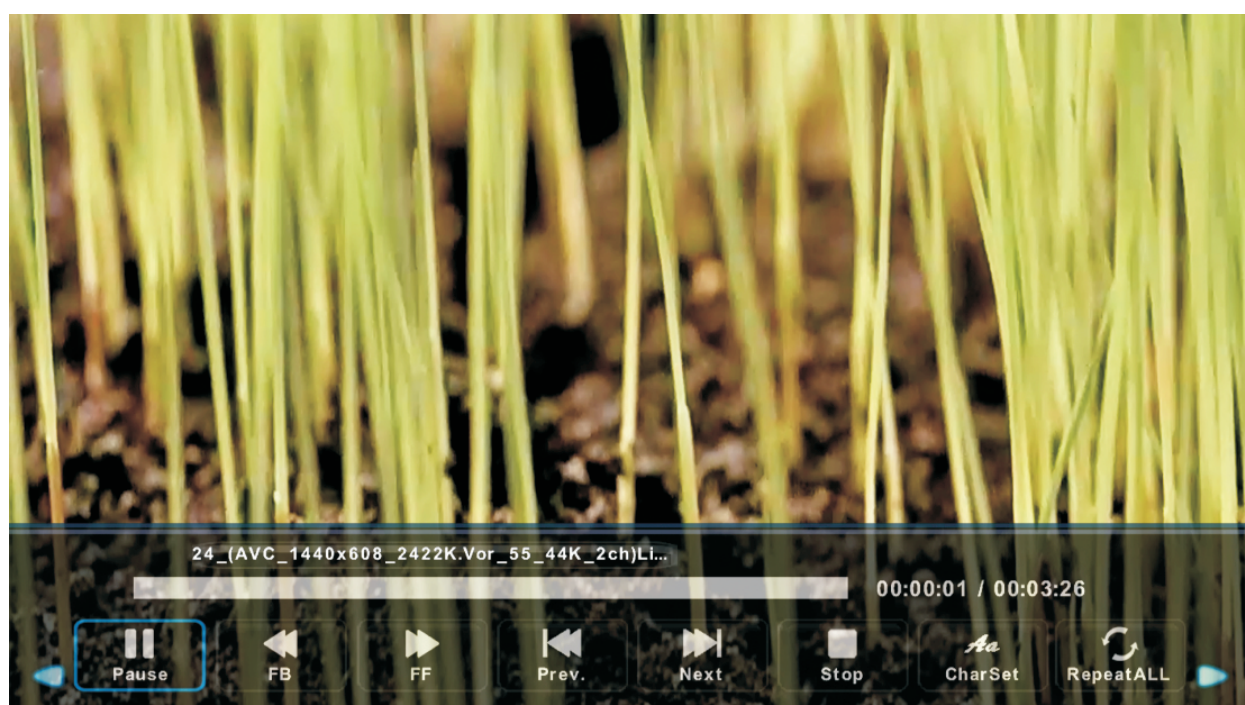 24_(AVC_1440x608_2422K.Vor_55_44K_2ch)Li...
00:00:01 / 00:03:26
Pause FB FF Prev. Next Stop Aa CharSet RepeatALL